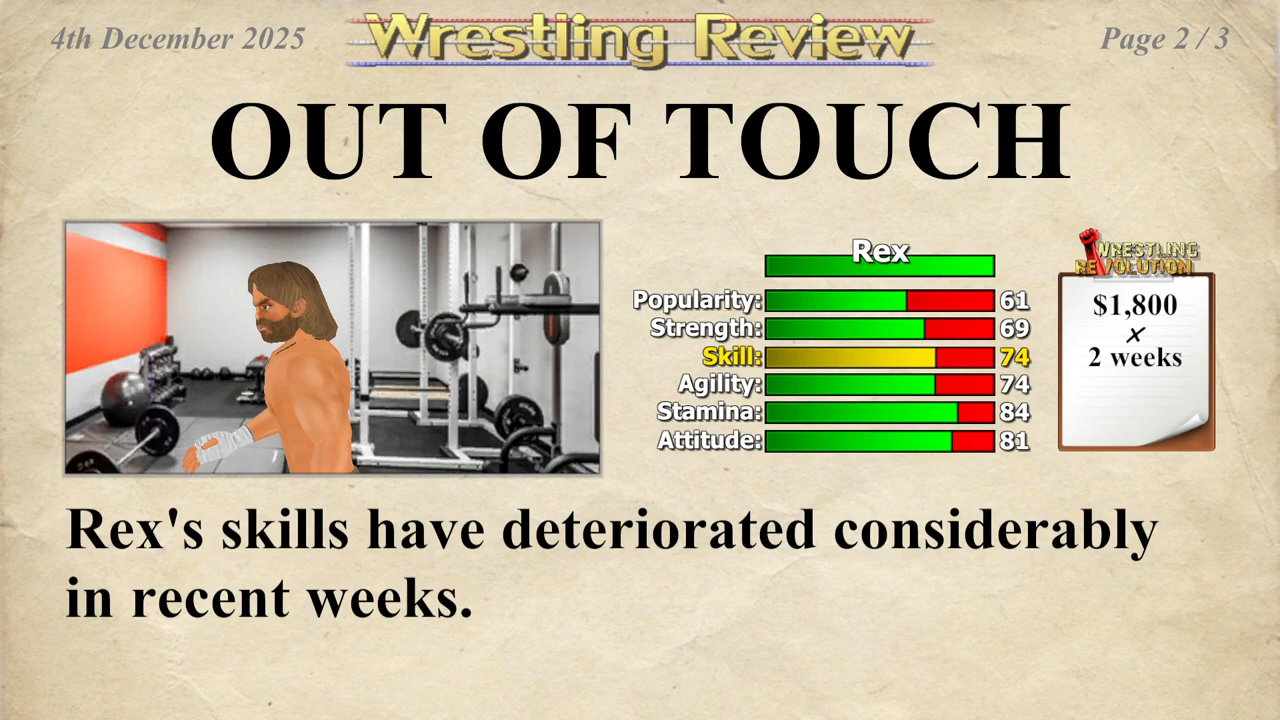 4th December 2025
Wrestling Review
Page 2 / 3
OUT OF TOUCH
Rex
Popularity: 61
Strength: 69
Skill: 74
Agility: 74
Stamina: 84
Attitude: 81
WRESTLING
REVOLUTION
$1,800
×
2 weeks
Rex's skills have deteriorated considerably
in recent weeks.